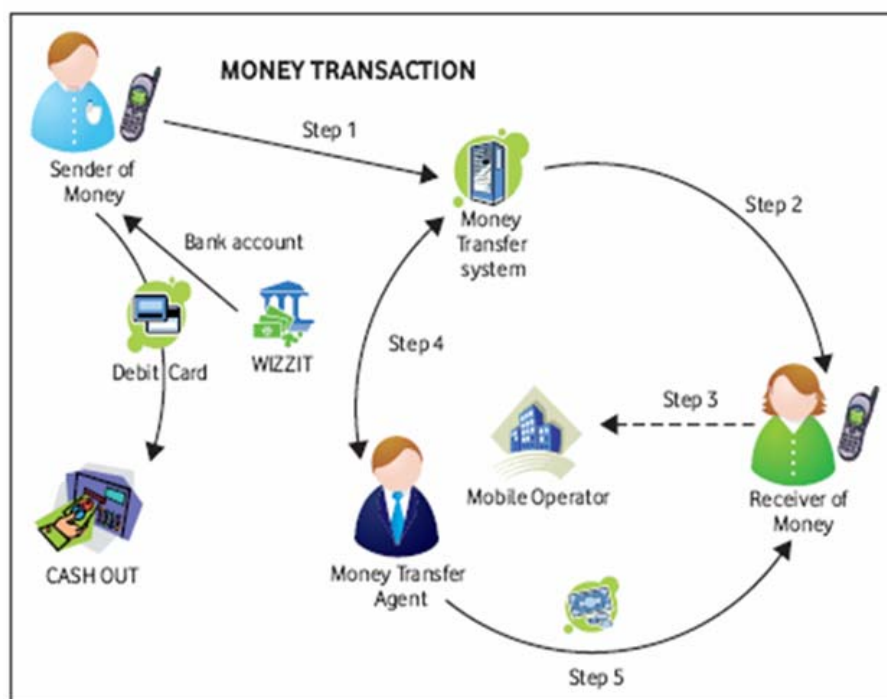 MONEY TRANSACTION
Step 1
Sender of
Money
Step 2
Money
Transfer
system
Bank account
Debit Card
WIZZIT
Step 4
Step 3
Mobile Operator
Receiver of
Money
CASH OUT
Money Transfer
Agent
Step 5